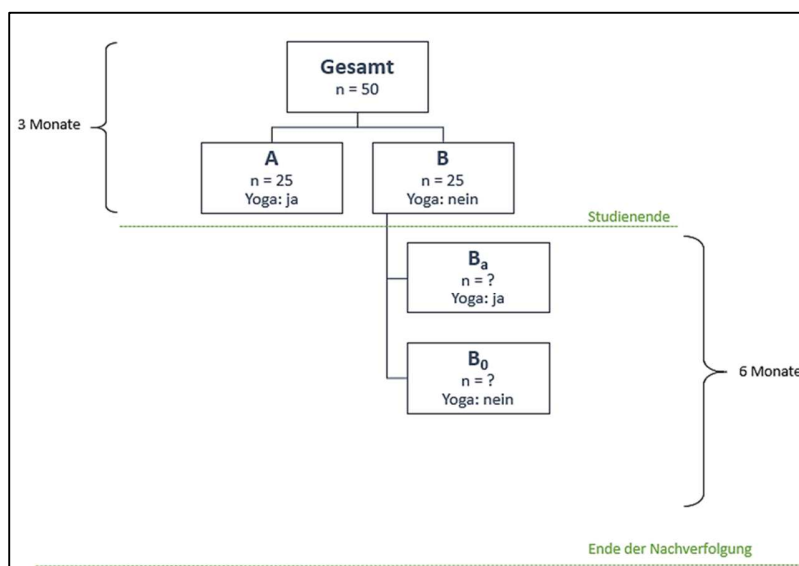 Gesamt
n = 50
3 Monate
A
n = 25
Yoga: ja
B
n = 25
Yoga: nein
Studienende
Bₐ
n = ?
Yoga: ja
B₀
n = ?
Yoga: nein
6 Monate
Ende der Nachverfolgung